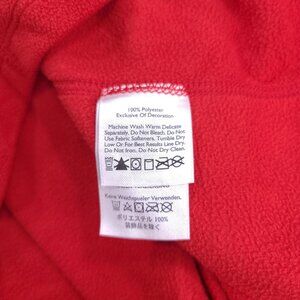 100% Polyester
Exclusive Of Decoration
Machine Wash Warm Delicate
Separately. Do Not Bleach. Do Not
Use Fabric Softeners. Tumble Dry
Low Or For Best Results Line Dry.
Do Not Iron. Do Not Dry Clean.
Keine Weichspueler Verwenden.
ポリエステル 100%
装飾品を除く